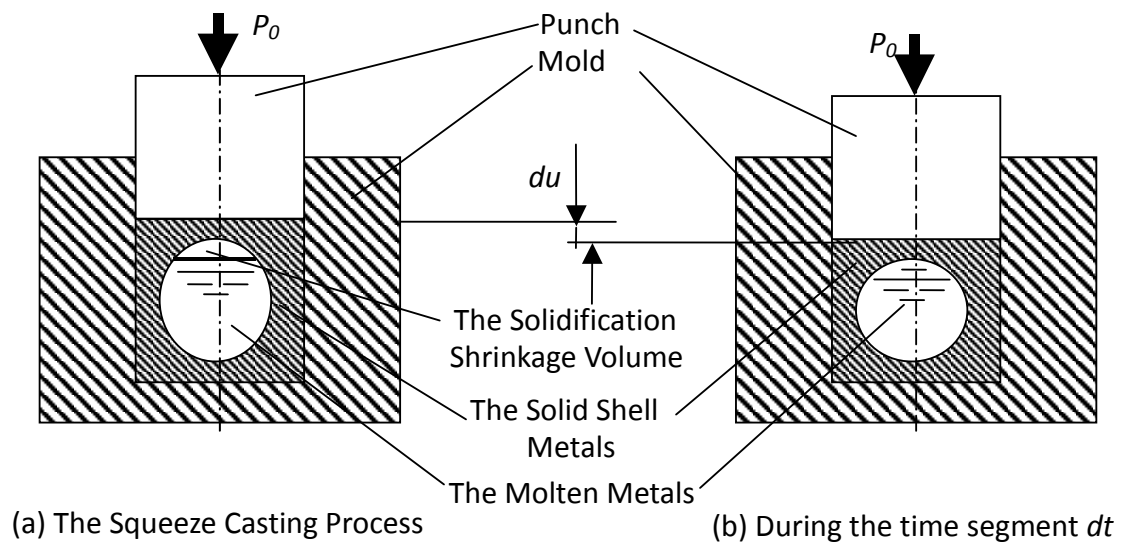 P0
Punch
Mold
P0
du
The Solidification
Shrinkage Volume
The Solid Shell
Metals
The Molten Metals
(a) The Squeeze Casting Process
(b) During the time segment dt